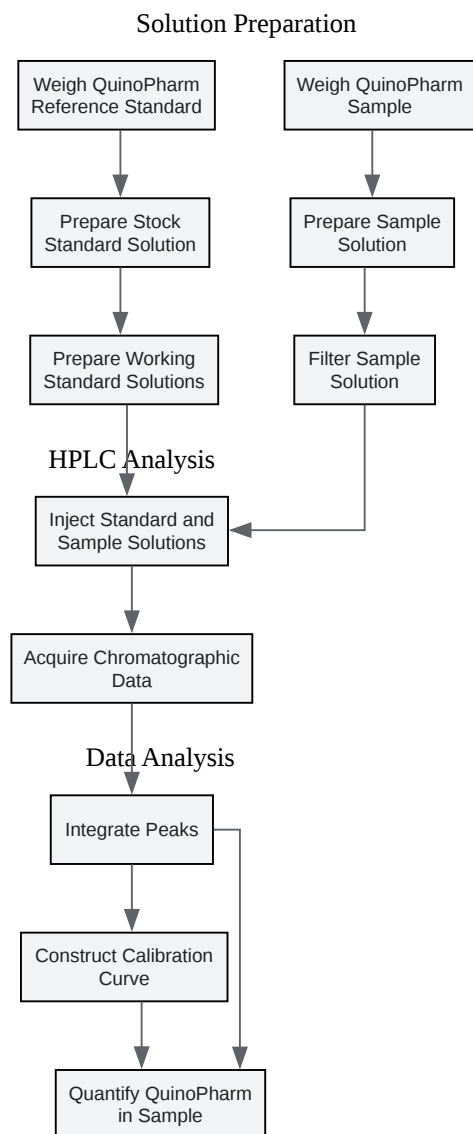 Solution Preparation
Weigh QuinoPharm
Reference Standard
Weigh QuinoPharm
Sample
Prepare Stock
Standard Solution
Prepare Sample
Solution
Prepare Working
Standard Solutions
Filter Sample
Solution
HPLC Analysis
Inject Standard and
Sample Solutions
Acquire Chromatographic
Data
Data Analysis
Integrate Peaks
Construct Calibration
Curve
Quantify QuinoPharm
in Sample